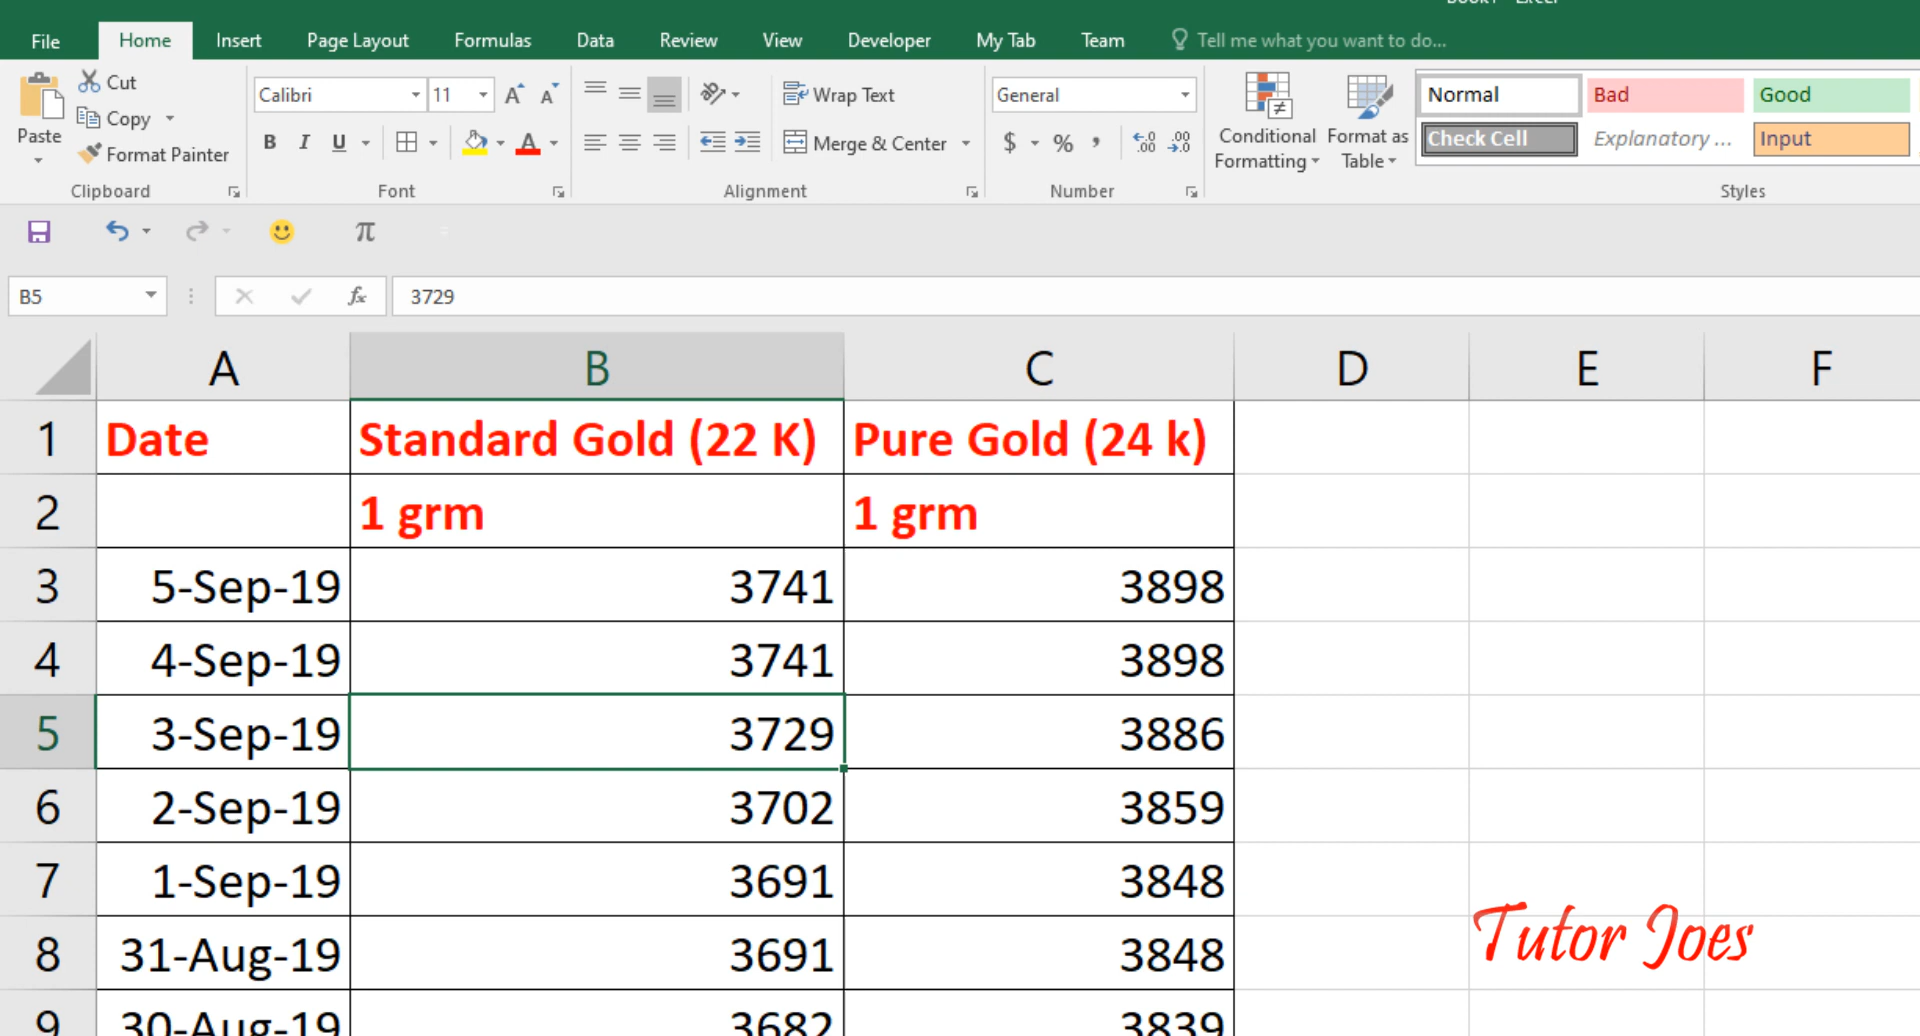 Book1 - Excel
File Home Insert Page Layout Formulas Data Review View Developer My Tab Team Tell me what you want to do...
Paste
Cut
Copy
Format Painter
Clipboard
Calibri 11
B I U
Font
Wrap Text
Merge & Center
Alignment
General
$ % ,
Number
Conditional Formatting
Format as Table
Normal Bad Good
Check Cell Explanatory ... Input
Styles
π
B5 fx 3729
A B C D E F
1 Date Standard Gold (22 K) Pure Gold (24 k)
2 1 grm 1 grm
3 5-Sep-19 3741 3898
4 4-Sep-19 3741 3898
5 3-Sep-19 3729 3886
6 2-Sep-19 3702 3859
7 1-Sep-19 3691 3848
8 31-Aug-19 3691 3848
9 30-Aug-19 3682 3839
Tutor Joes